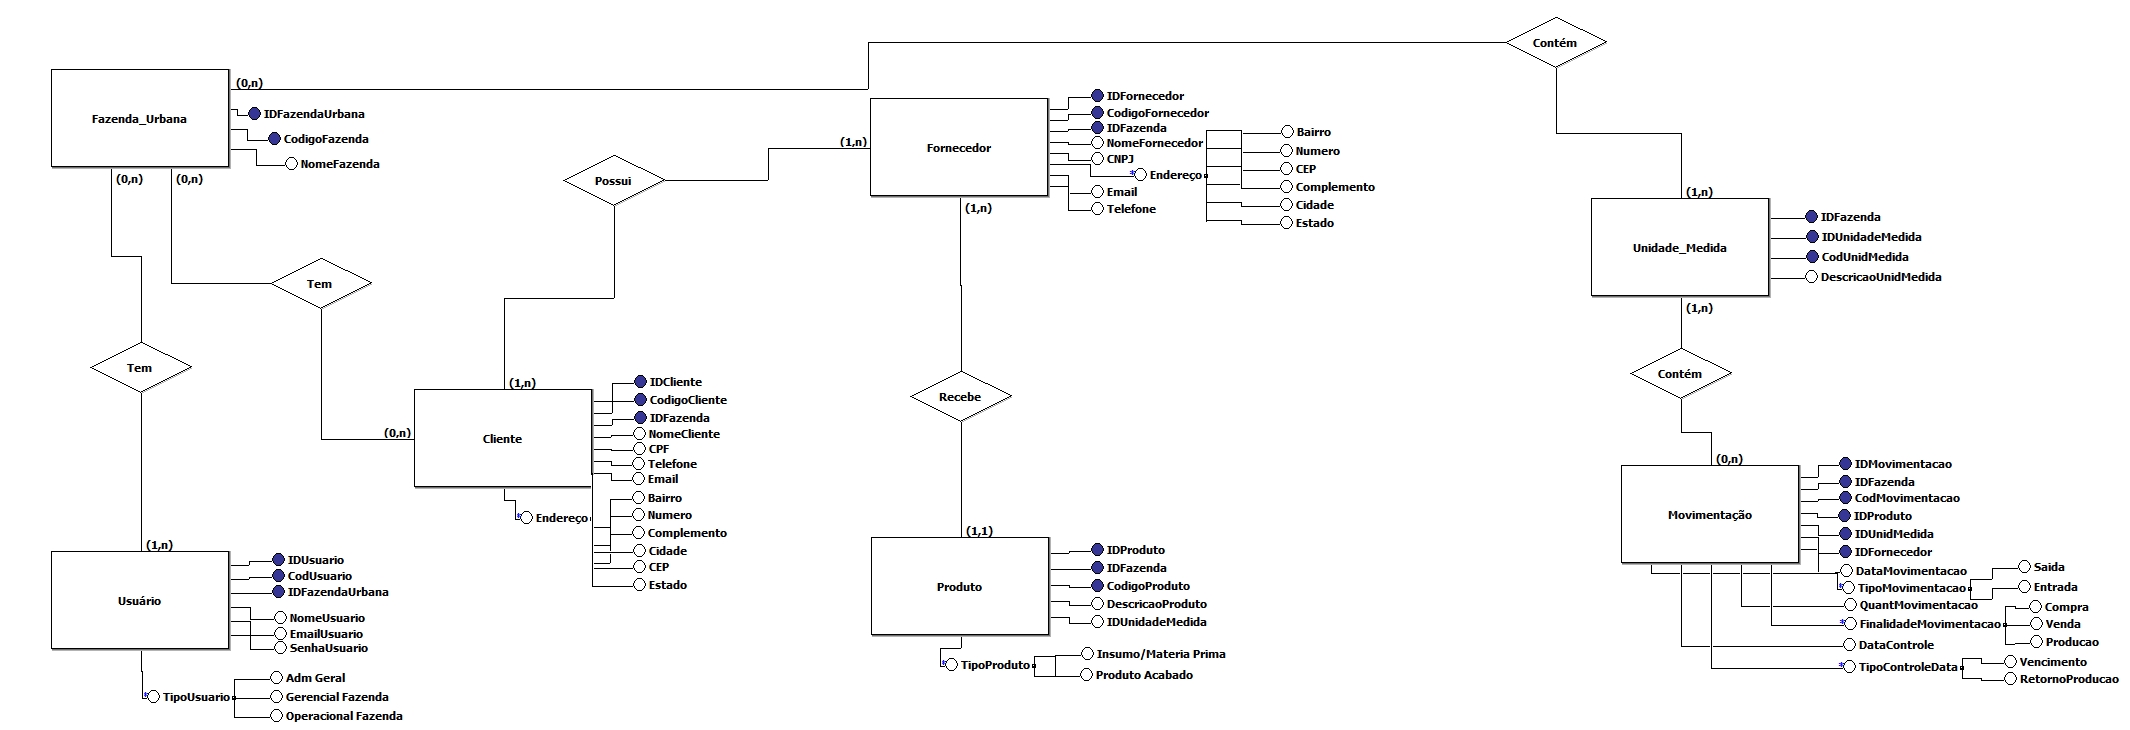 Contém
Fazenda_Urbana
(0,n)
IDFazendaUrbana
CodigoFazenda
NomeFazenda
(0,n)
(0,n)
Possui
(1,n)
Fornecedor
IDFornecedor
CodigoFornecedor
IDFazenda
NomeFornecedor
CNPJ
*
Endereço
Email
Telefone
Bairro
Numero
CEP
Complemento
Cidade
Estado
(1,n)
(1,n)
Unidade_Medida
IDFazenda
IDUnidadeMedida
CodUnidMedida
DescricaoUnidMedida
(1,n)
Tem
Tem
Recebe
Contém
(1,n)
(0,n)
Cliente
IDCliente
CodigoCliente
IDFazenda
NomeCliente
CPF
Telefone
Email
*
Endereço
Bairro
Numero
Complemento
Cidade
CEP
Estado
(1,n)
Usuário
IDUsuario
CodUsuario
IDFazendaUrbana
NomeUsuario
EmailUsuario
SenhaUsuario
*
TipoUsuario
Adm Geral
Gerencial Fazenda
Operacional Fazenda
(1,1)
Produto
IDProduto
IDFazenda
CodigoProduto
DescricaoProduto
IDUnidadeMedida
*
TipoProduto
Insumo/Materia Prima
Produto Acabado
(0,n)
Movimentação
IDMovimentacao
IDFazenda
CodMovimentacao
IDProduto
IDUnidMedida
IDFornecedor
DataMovimentacao
*
TipoMovimentacao
Saida
Entrada
QuantMovimentacao
*
FinalidadeMovimentacao
Compra
Venda
Producao
DataControle
*
TipoControleData
Vencimento
RetornoProducao